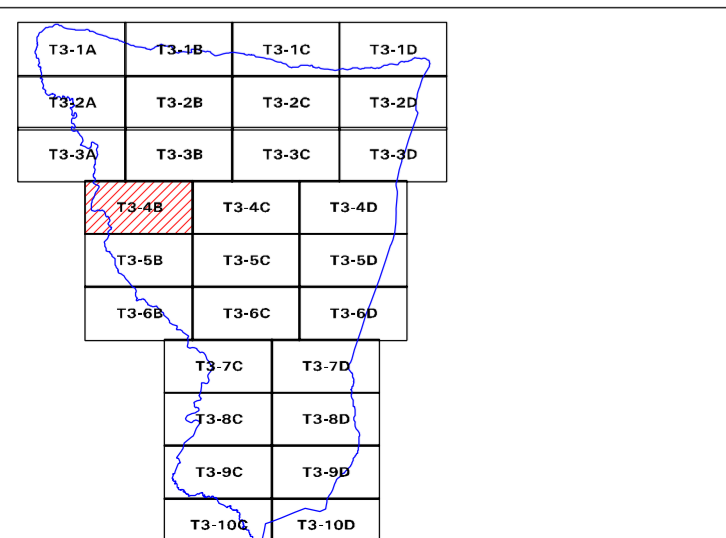 T3-1A T3-1B T3-1C T3-1D
T3-2A T3-2B T3-2C T3-2D
T3-3A T3-3B T3-3C T3-3D
T3-4B T3-4C T3-4D
T3-5B T3-5C T3-5D
T3-6B T3-6C T3-6D
T3-7C T3-7D
T3-8C T3-8D
T3-9C T3-9D
T3-10C T3-10D